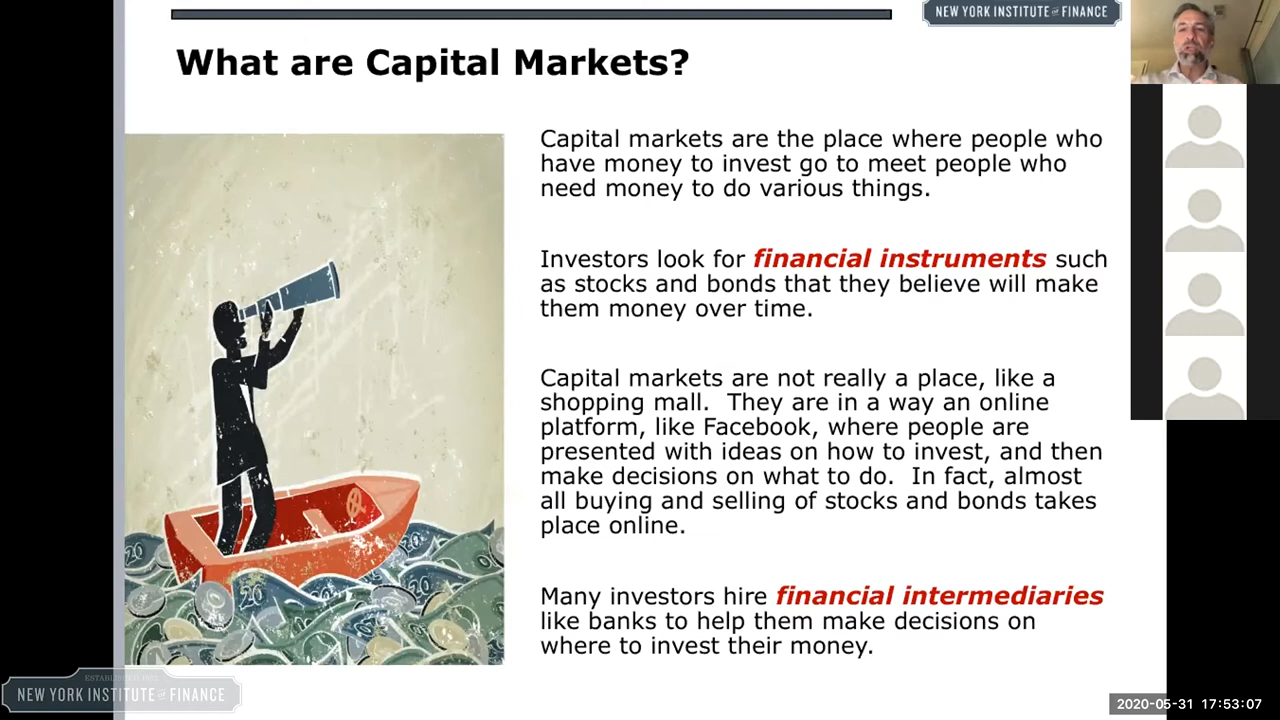 NEW YORK INSTITUTE OF FINANCE
What are Capital Markets?
Capital markets are the place where people who
have money to invest go to meet people who
need money to do various things.
Investors look for financial instruments such
as stocks and bonds that they believe will make
them money over time.
Capital markets are not really a place, like a
shopping mall.  They are in a way an online
platform, like Facebook, where people are
presented with ideas on how to invest, and then
make decisions on what to do.  In fact, almost
all buying and selling of stocks and bonds takes
place online.
Many investors hire financial intermediaries
like banks to help them make decisions on
where to invest their money.
20
20
20
NEW YORK INSTITUTE OF FINANCE
2020-05-31 17:53:07